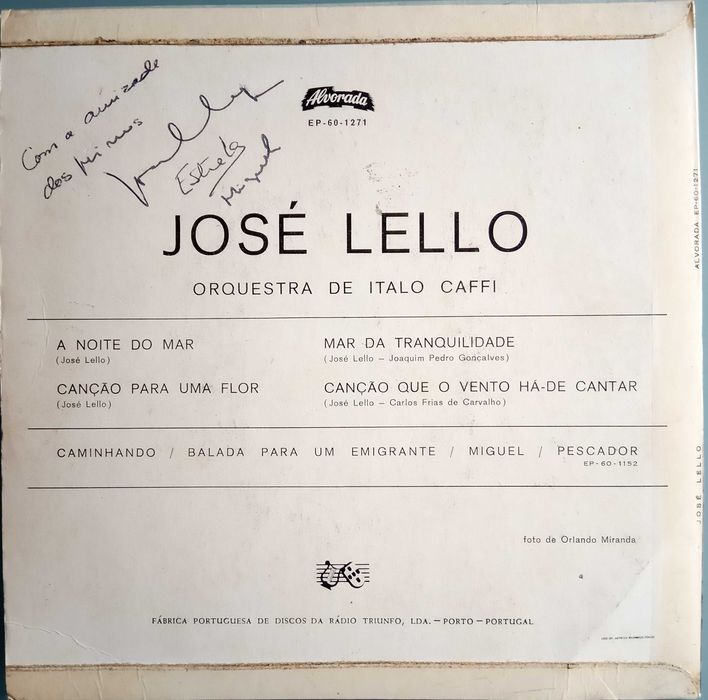 Com a amizade
dos primos
Estrela
Miguel
Alvorada
EP-60-1271
JOSÉ LELLO
ORQUESTRA DE ITALO CAFFI
A NOITE DO MAR
(José Lello)
CANÇÃO PARA UMA FLOR
(José Lello)
MAR DA TRANQUILIDADE
(José Lello – Joaquim Pedro Gonçalves)
CANÇÃO QUE O VENTO HÁ-DE CANTAR
(José Lello – Carlos Frias de Carvalho)
CAMINHANDO / BALADA PARA UM EMIGRANTE / MIGUEL / PESCADOR
EP-60-1152
foto de Orlando Miranda
FÁBRICA PORTUGUESA DE DISCOS DA RÁDIO TRIUNFO, LDA. – PORTO – PORTUGAL
ALVORADA EP-60-1271
JOSÉ LELLO